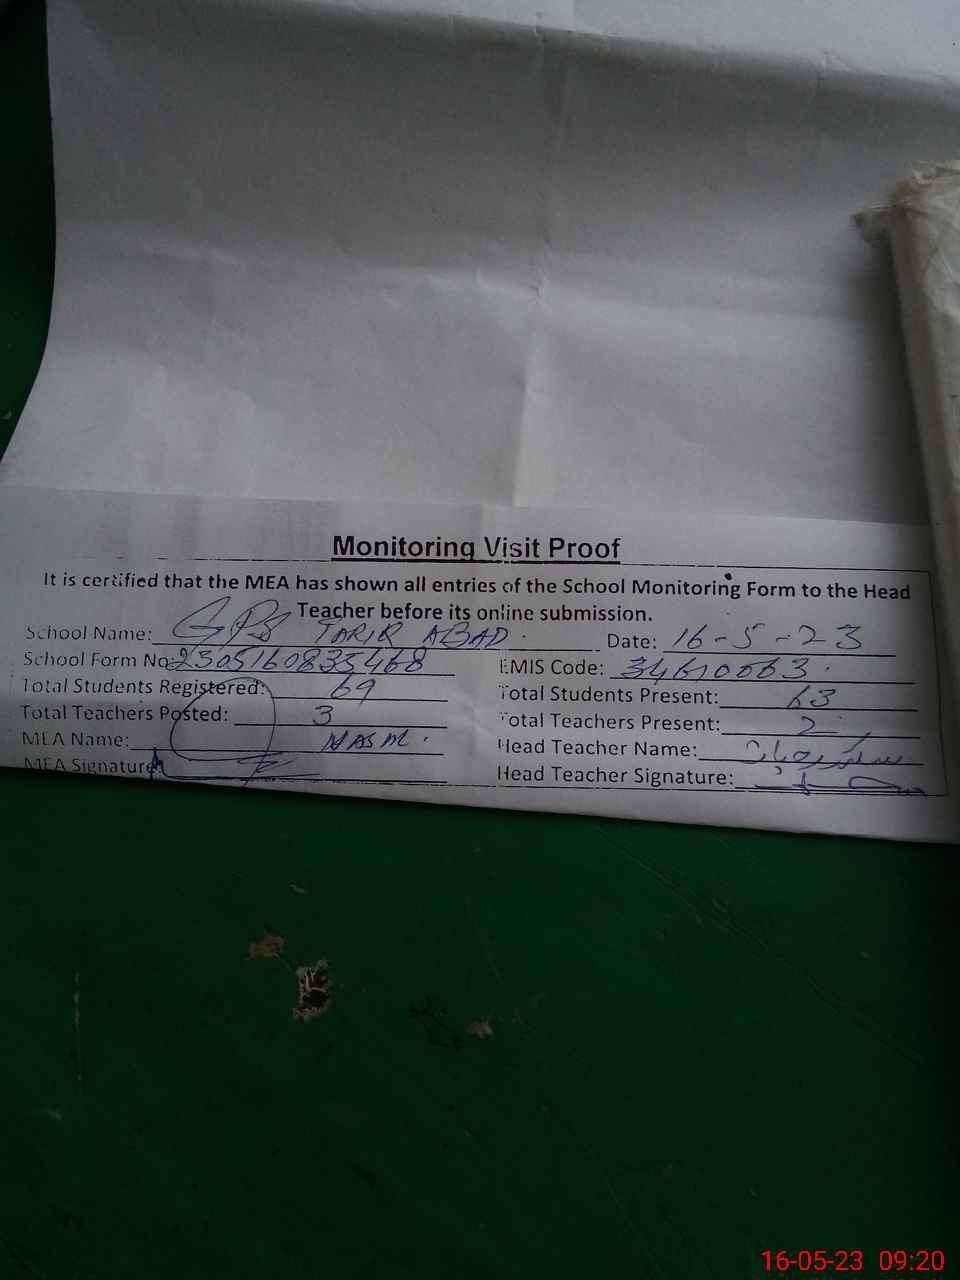 Monitoring Visit Proof
It is certified that the MEA has shown all entries of the School Monitoring Form to the Head
Teacher before its online submission.
School Name: GPS TARIR ABAD Date: 16-5-23
School Form No: 2305160835468 EMIS Code: 34610063
Total Students Registered: 69 Total Students Present: 63
Total Teachers Posted: 3 Total Teachers Present: 2
MEA Name: Head Teacher Name:
MEA Signature: Head Teacher Signature:
16-05-23 09:20